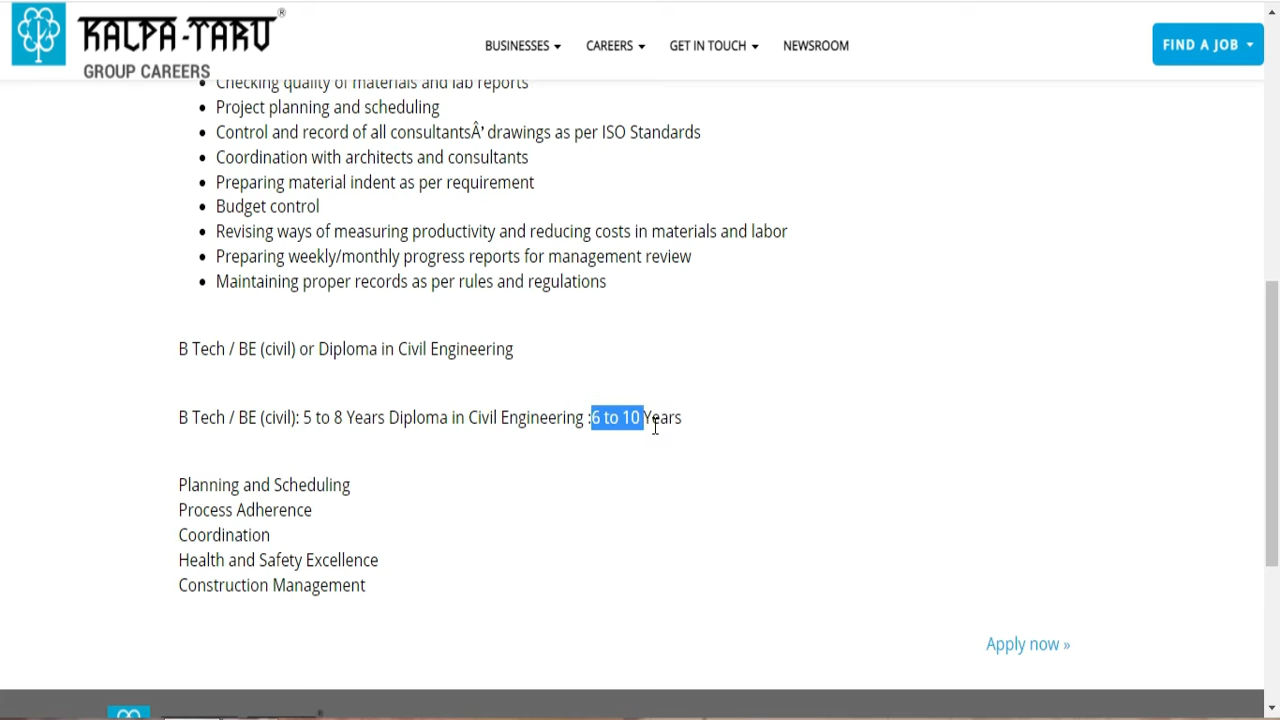 KALPA-TARU®
GROUP CAREERS
BUSINESSES
CAREERS
GET IN TOUCH
NEWSROOM
FIND A JOB
Checking quality of materials and lab reports
Project planning and scheduling
Control and record of all consultantsÂ’ drawings as per ISO Standards
Coordination with architects and consultants
Preparing material indent as per requirement
Budget control
Revising ways of measuring productivity and reducing costs in materials and labor
Preparing weekly/monthly progress reports for management review
Maintaining proper records as per rules and regulations
B Tech / BE (civil) or Diploma in Civil Engineering
B Tech / BE (civil): 5 to 8 Years Diploma in Civil Engineering :6 to 10 Years
Planning and Scheduling
Process Adherence
Coordination
Health and Safety Excellence
Construction Management
Apply now »
®